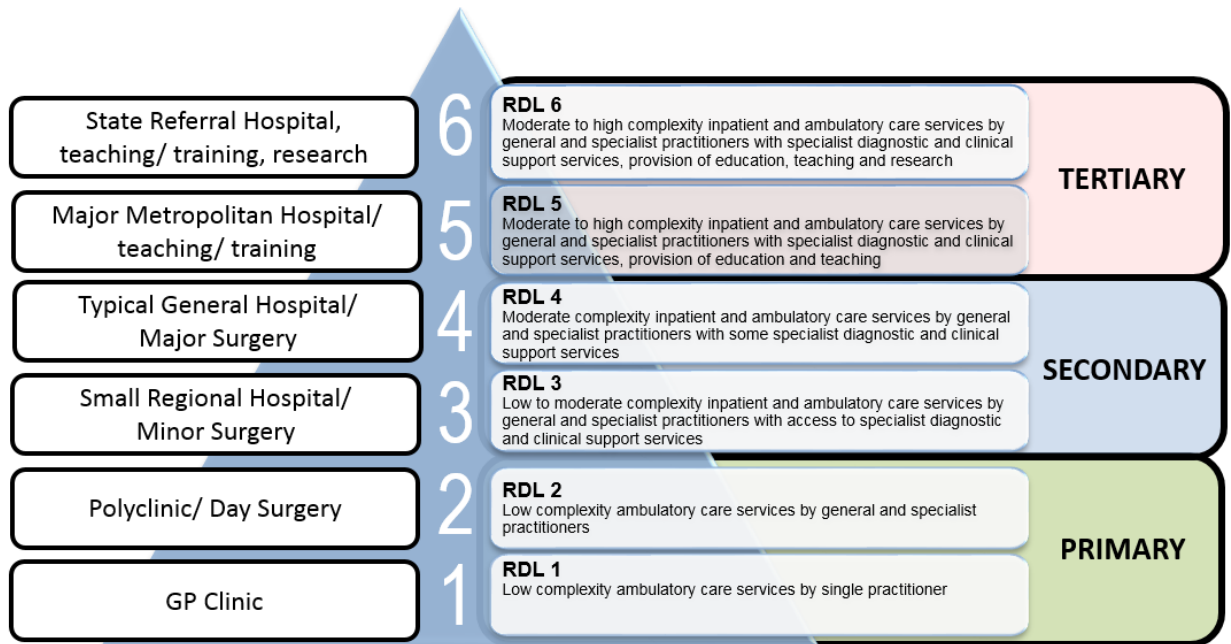 State Referral Hospital,
teaching/ training, research
6
RDL 6
Moderate to high complexity inpatient and ambulatory care services by
general and specialist practitioners with specialist diagnostic and clinical
support services, provision of education, teaching and research
TERTIARY
Major Metropolitan Hospital/
teaching/ training
5
RDL 5
Moderate to high complexity inpatient and ambulatory care services by
general and specialist practitioners with specialist diagnostic and clinical
support services, provision of education and teaching
Typical General Hospital/
Major Surgery
4
RDL 4
Moderate complexity inpatient and ambulatory care services by general
and specialist practitioners with some specialist diagnostic and clinical
support services
SECONDARY
Small Regional Hospital/
Minor Surgery
3
RDL 3
Low to moderate complexity inpatient and ambulatory care services by
general and specialist practitioners with access to specialist diagnostic
and clinical support services
Polyclinic/ Day Surgery
2
RDL 2
Low complexity ambulatory care services by general and specialist
practitioners
PRIMARY
GP Clinic
1
RDL 1
Low complexity ambulatory care services by single practitioner